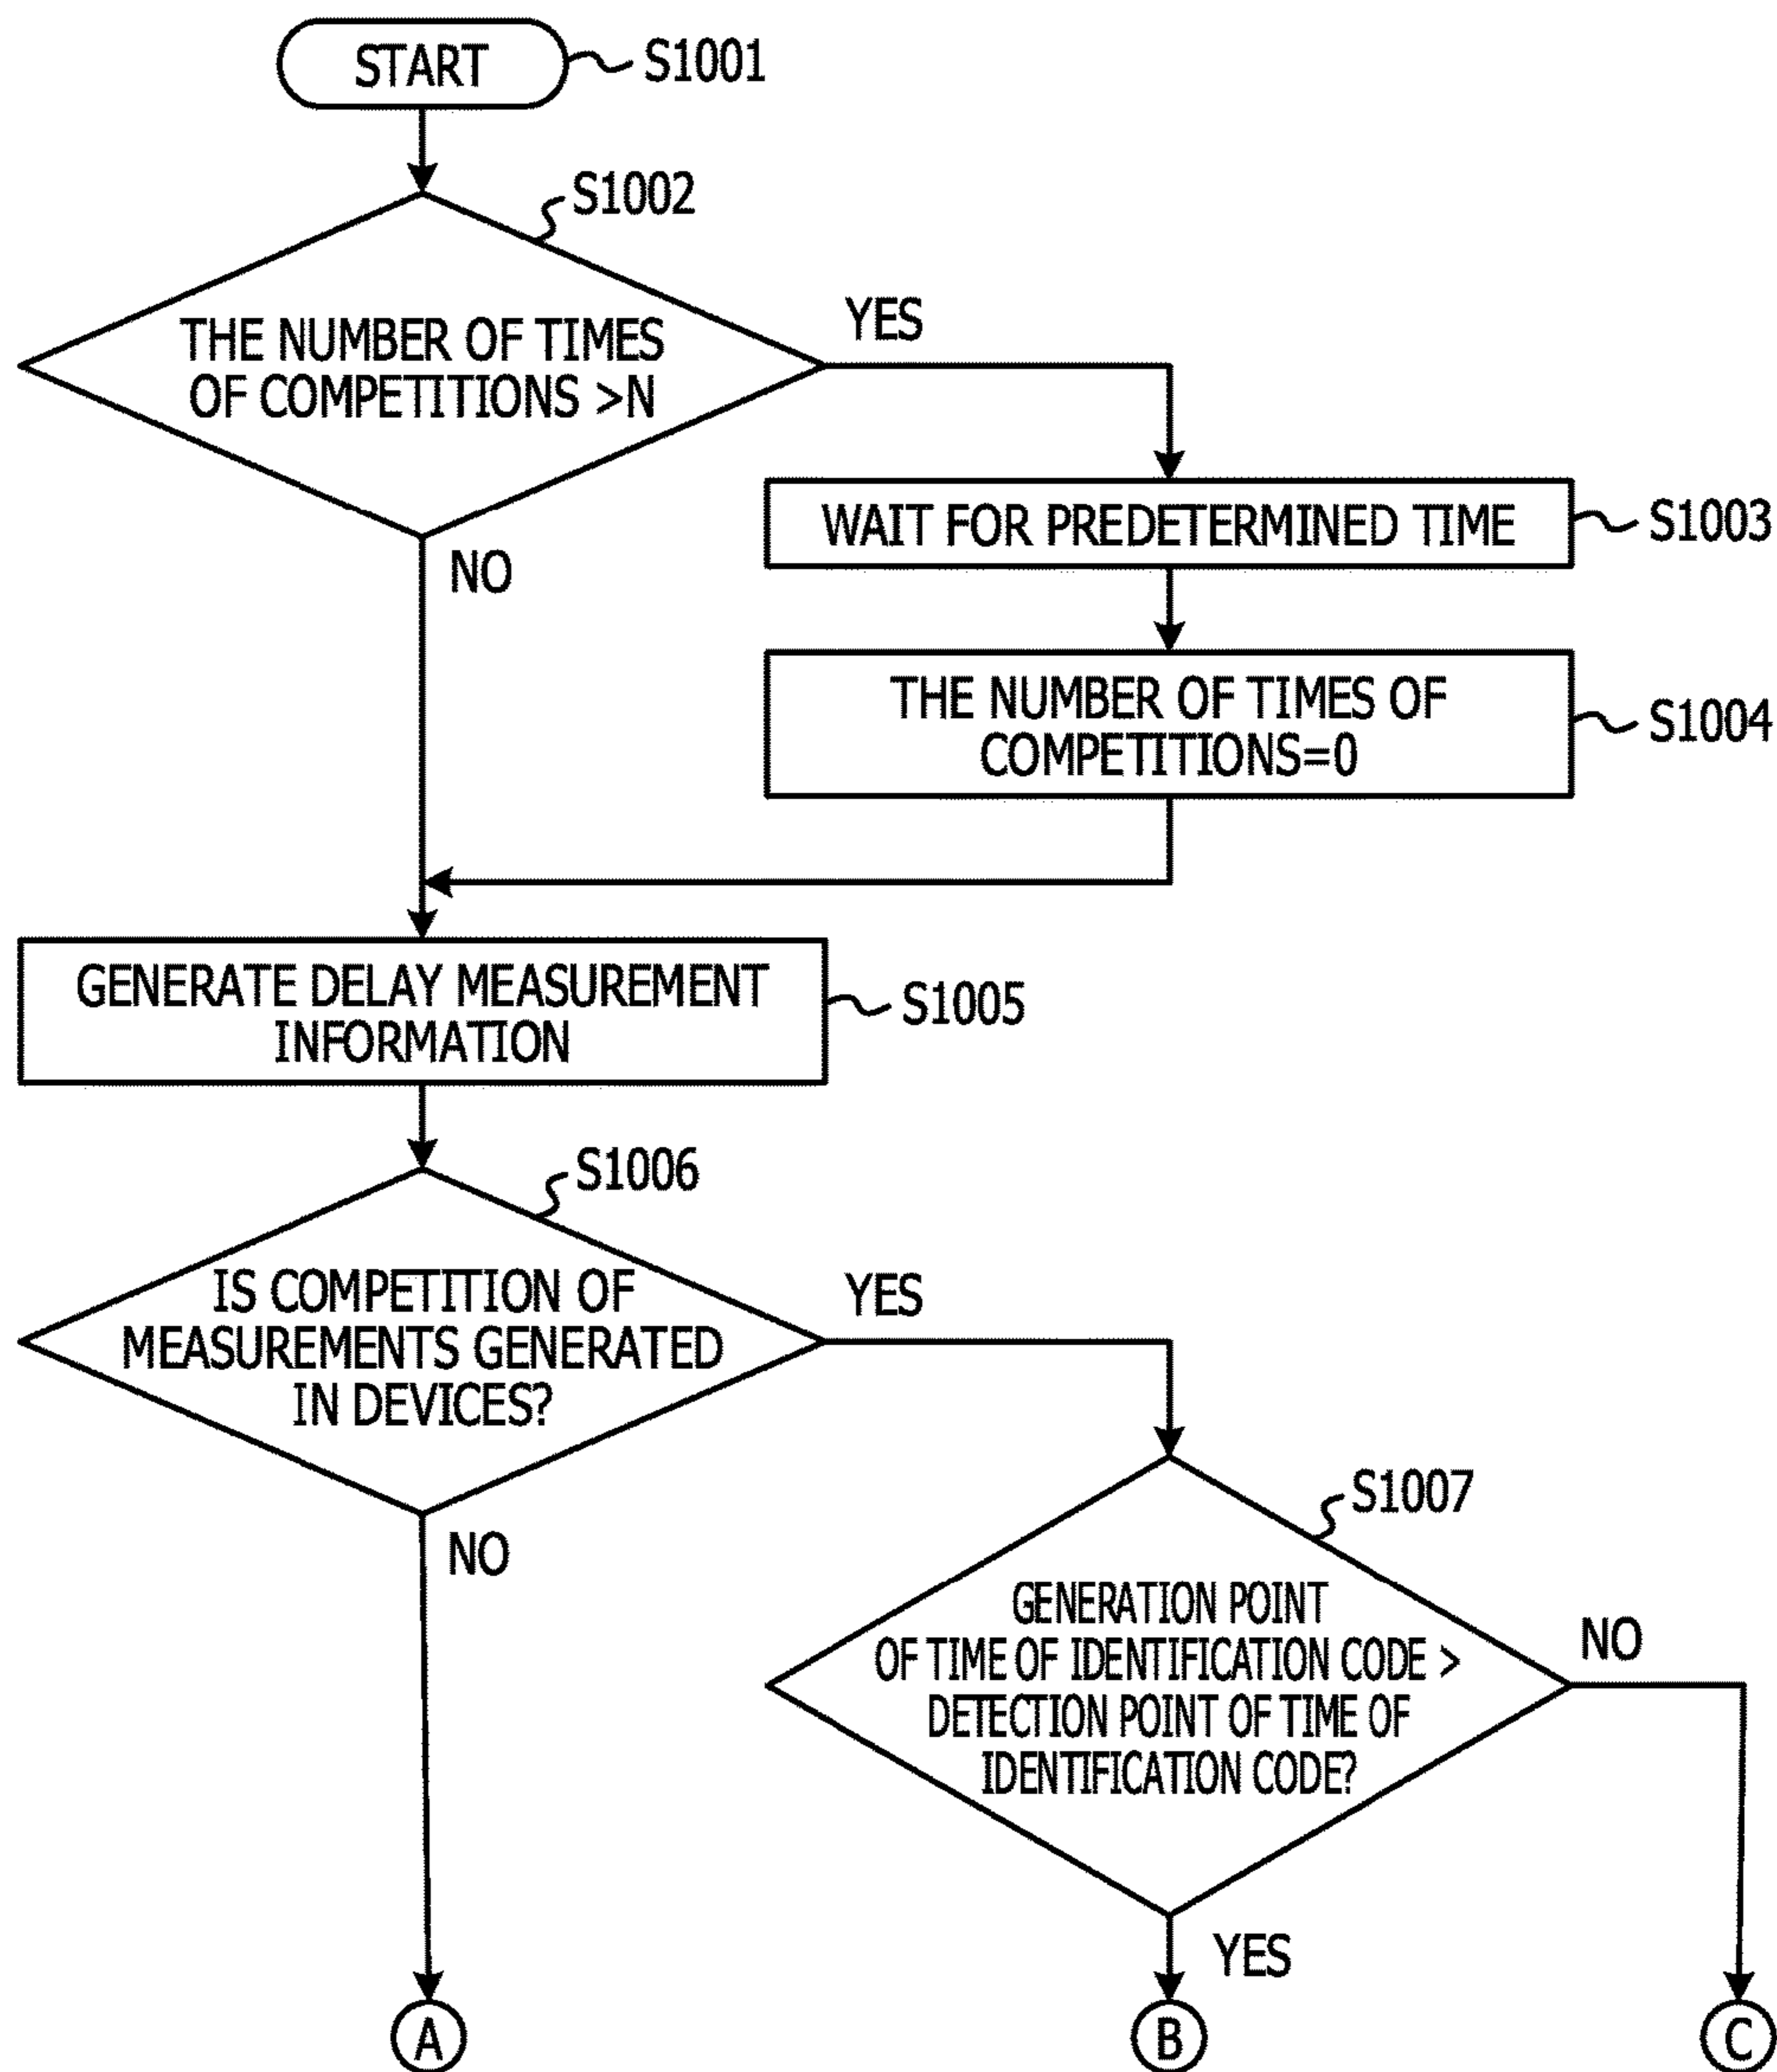 START
S1001
S1002
THE NUMBER OF TIMES
OF COMPETITIONS >N
YES
NO
WAIT FOR PREDETERMINED TIME
S1003
THE NUMBER OF TIMES OF
COMPETITIONS=0
S1004
GENERATE DELAY MEASUREMENT
INFORMATION
S1005
S1006
IS COMPETITION OF
MEASUREMENTS GENERATED
IN DEVICES?
YES
NO
S1007
GENERATION POINT
OF TIME OF IDENTIFICATION CODE >
DETECTION POINT OF TIME OF
IDENTIFICATION CODE?
NO
YES
A
B
C